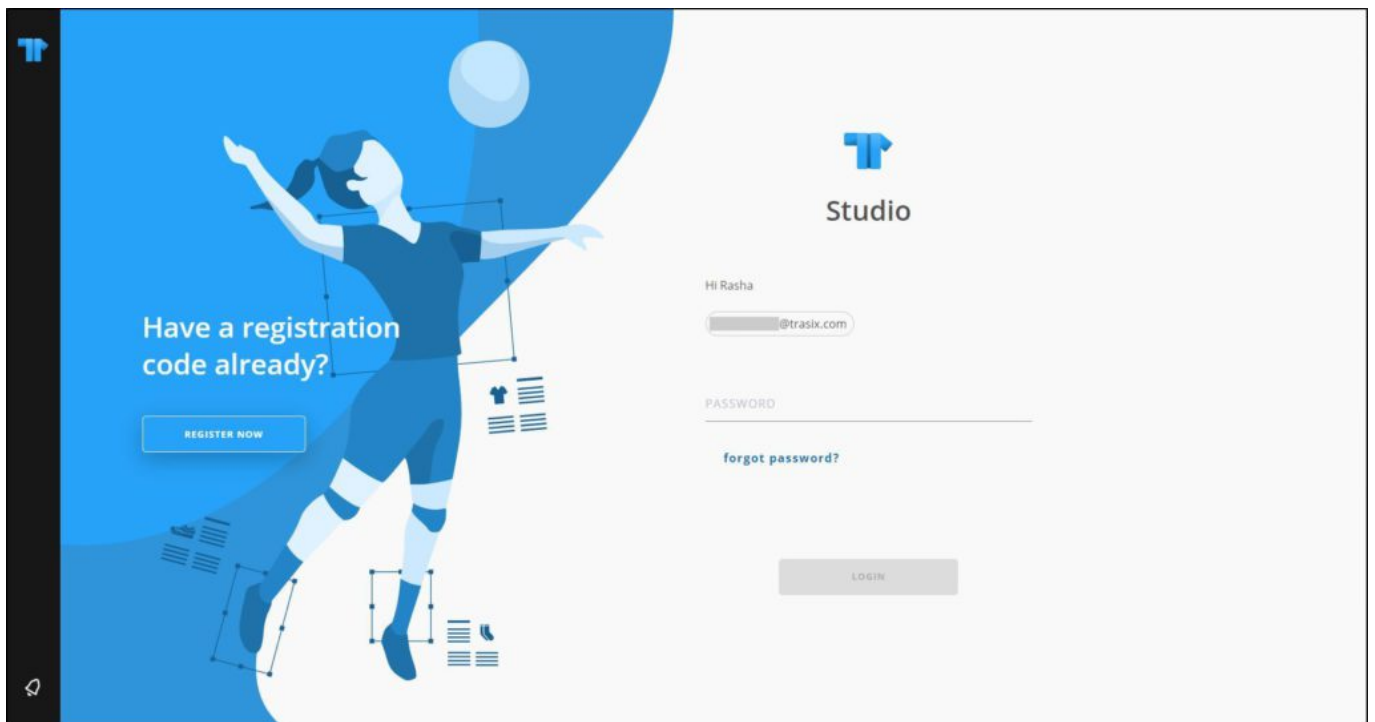 Have a registration
code already?
REGISTER NOW
Studio
Hi Rasha
@trasix.com
PASSWORD
forgot password?
LOGIN